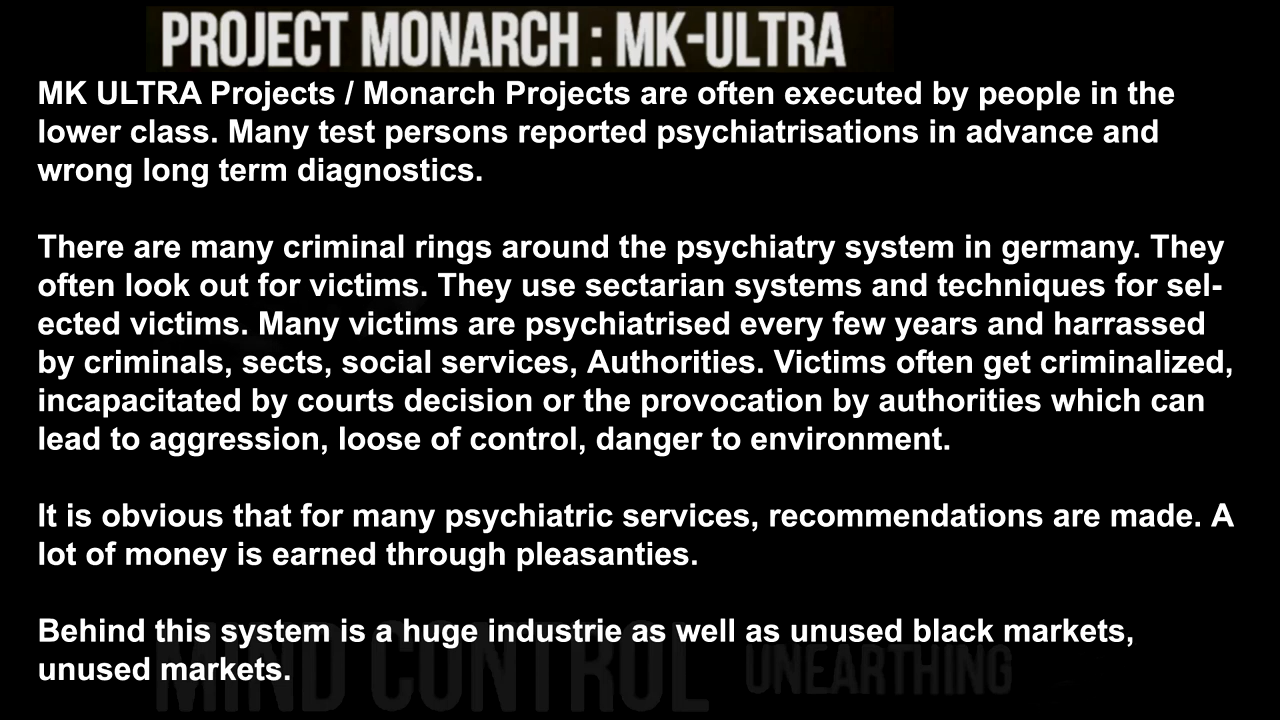 PROJECT MONARCH : MK-ULTRA
MK ULTRA Projects / Monarch Projects are often executed by people in the
lower class. Many test persons reported psychiatrisations in advance and
wrong long term diagnostics.
There are many criminal rings around the psychiatry system in germany. They
often look out for victims. They use sectarian systems and techniques for sel-
ected victims. Many victims are psychiatrised every few years and harrassed
by criminals, sects, social services, Authorities. Victims often get criminalized,
incapacitated by courts decision or the provocation by authorities which can
lead to aggression, loose of control, danger to environment.
It is obvious that for many psychiatric services, recommendations are made. A
lot of money is earned through pleasanties.
Behind this system is a huge industrie as well as unused black markets,
unused markets.
MIND CONTROL UNEARTHING